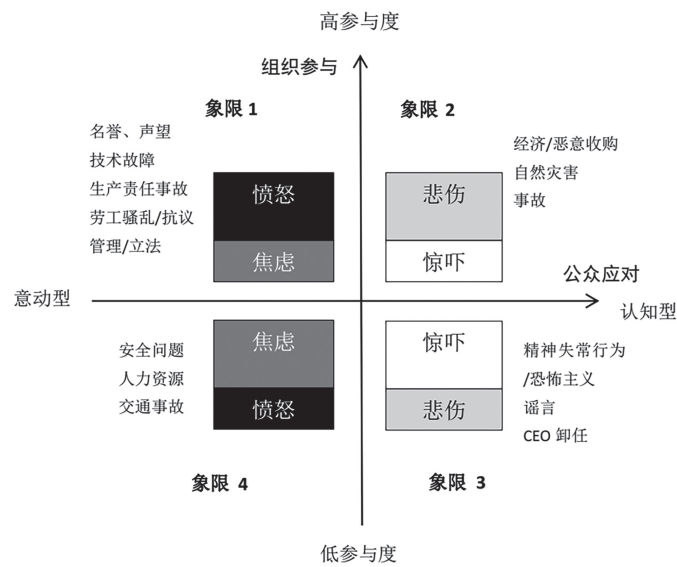 高参与度
组织参与
象限 1
象限 2
名誉、声望
技术故障
生产责任事故
劳工骚乱/抗议
管理/立法
愤怒
焦虑
悲伤
惊吓
经济/恶意收购
自然灾害
事故
意动型
公众应对
认知型
安全问题
人力资源
交通事故
焦虑
愤怒
惊吓
悲伤
精神失常行为
/恐怖主义
谣言
CEO 卸任
象限 4
象限 3
低参与度